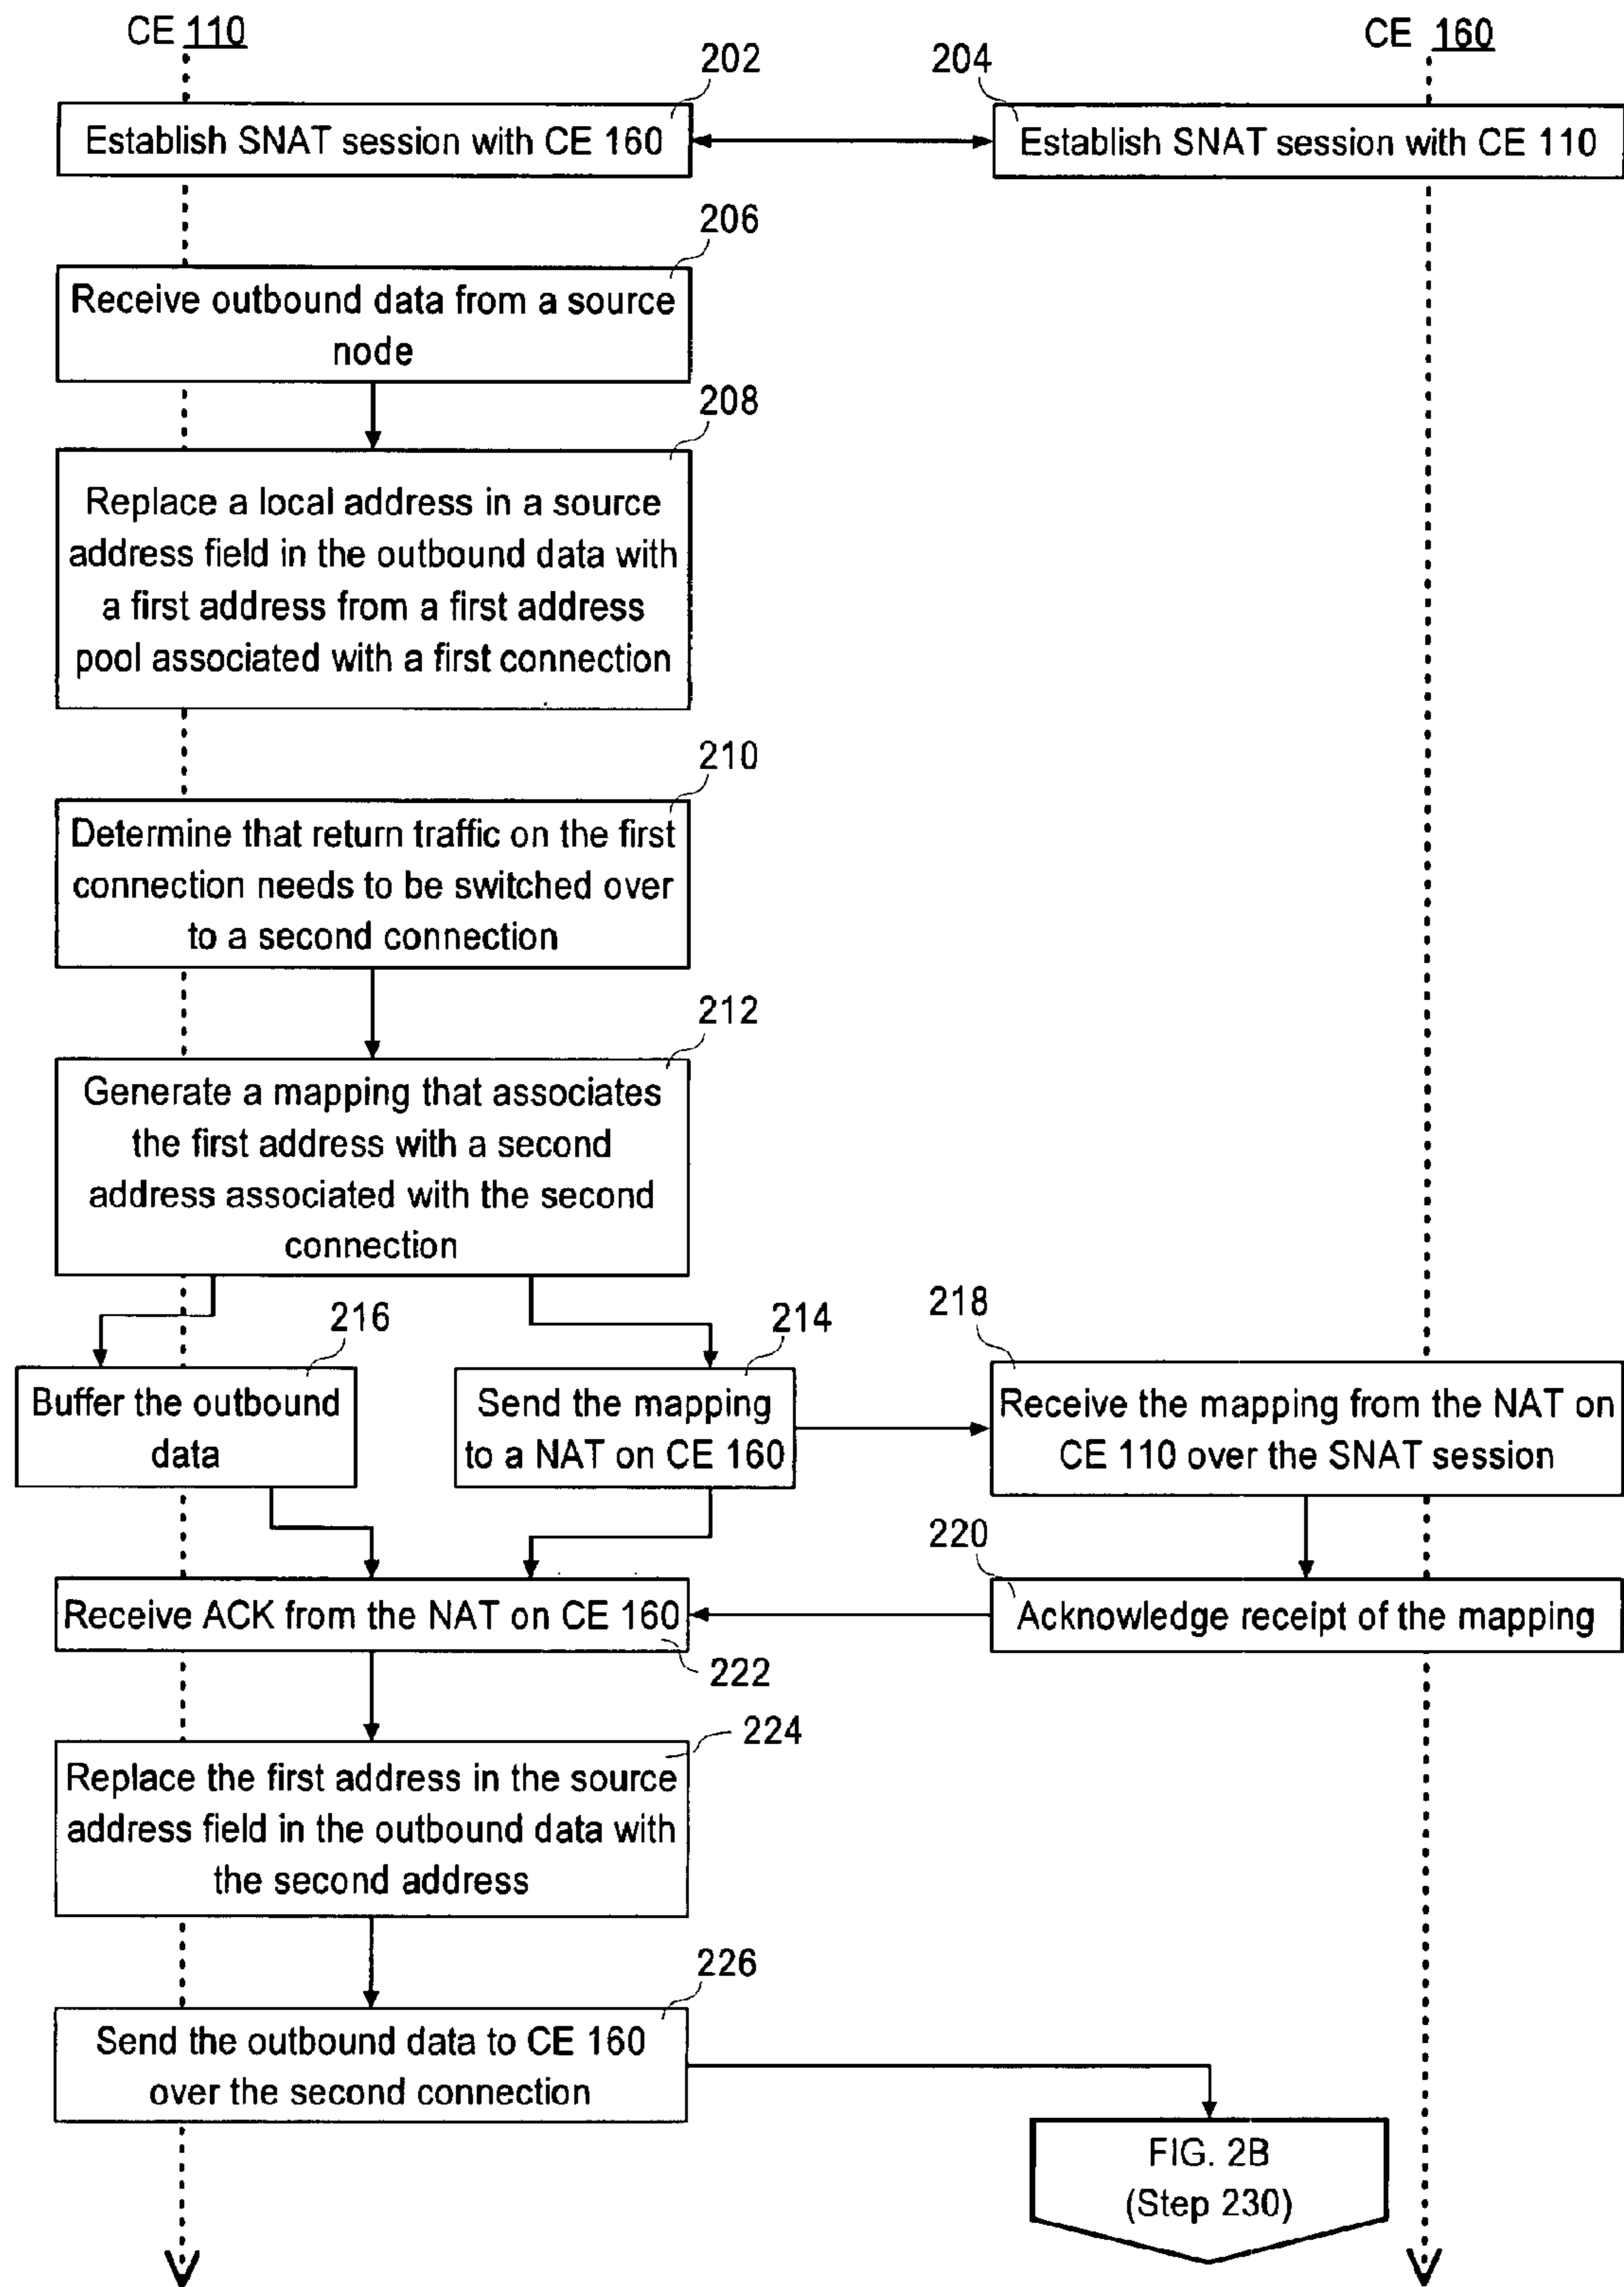 CE 110
CE 160
202
204
Establish SNAT session with CE 160
Establish SNAT session with CE 110
206
Receive outbound data from a source
node
208
Replace a local address in a source
address field in the outbound data with
a first address from a first address
pool associated with a first connection
210
Determine that return traffic on the first
connection needs to be switched over
to a second connection
212
Generate a mapping that associates
the first address with a second
address associated with the second
connection
216
214
218
Buffer the outbound
data
Send the mapping
to a NAT on CE 160
Receive the mapping from the NAT on
CE 110 over the SNAT session
220
Receive ACK from the NAT on CE 160
Acknowledge receipt of the mapping
222
224
Replace the first address in the source
address field in the outbound data with
the second address
226
Send the outbound data to CE 160
over the second connection
FIG. 2B
(Step 230)